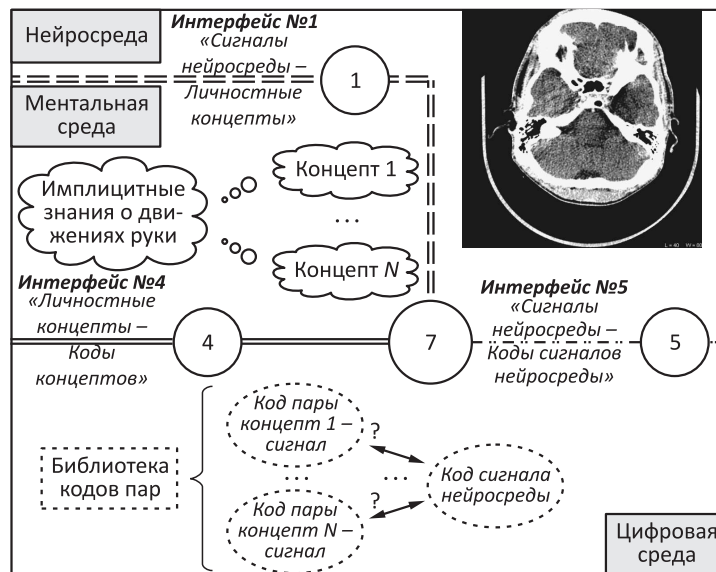 Нейросреда
Интерфейс №1
«Сигналы
нейросреды –
Личностные
концепты»
1
Ментальная
среда
Имплицитные
знания о дви-
жениях руки
Концепт 1
...
Концепт N
L = 40 W = 80
Интерфейс №4
«Личностные
концепты –
Коды
концептов»
4
7
Интерфейс №5
«Сигналы
нейросреды –
Коды сигналов
нейросреды»
5
Библиотека
кодов пар
Код пары
концепт 1 –
сигнал
?
... ...
Код пары
концепт N –
сигнал
?
Код сигнала
нейросреды
Цифровая
среда